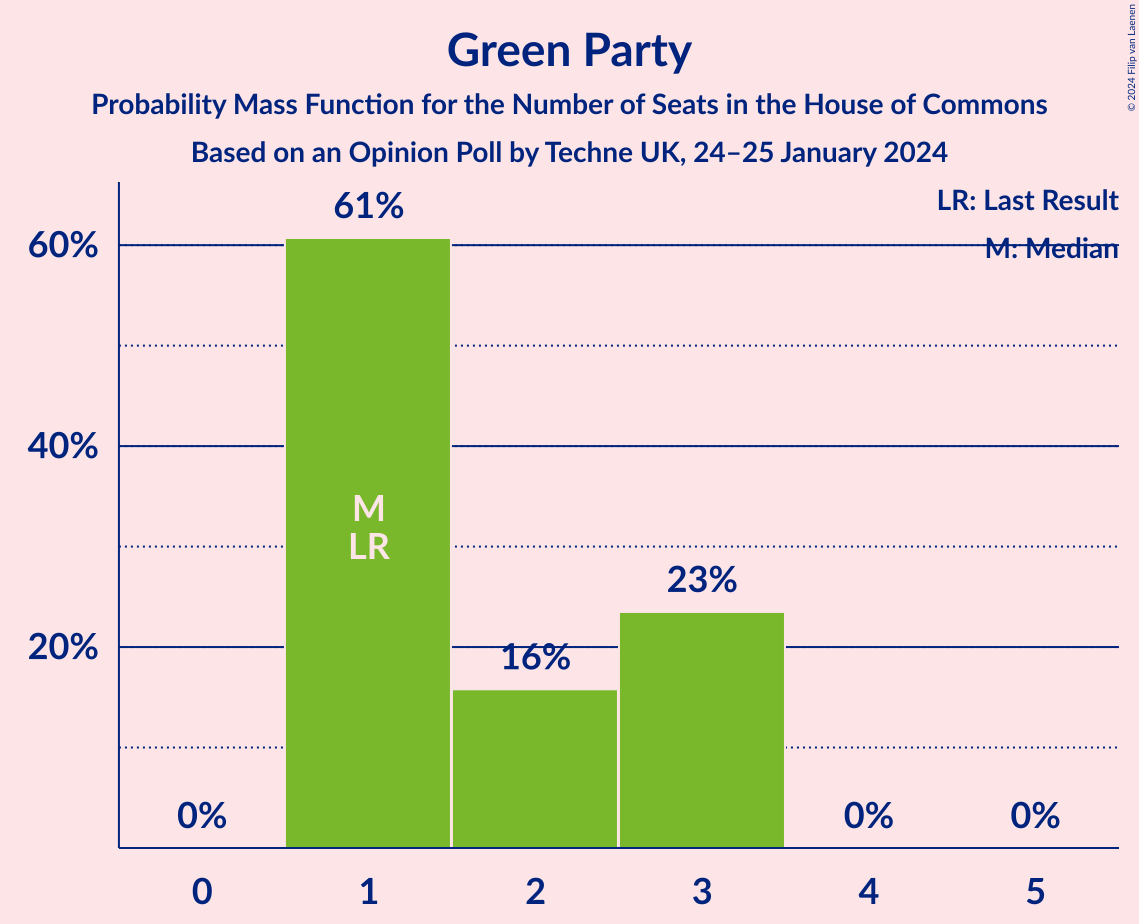 Green Party
Probability Mass Function for the Number of Seats in the House of Commons
Based on an Opinion Poll by Techne UK, 24–25 January 2024
© 2024 Filip van Laenen
LR: Last Result
M: Median
61%
60%
40%
M
LR
23%
20%
16%
0%
0%
0%
0
1
2
3
4
5